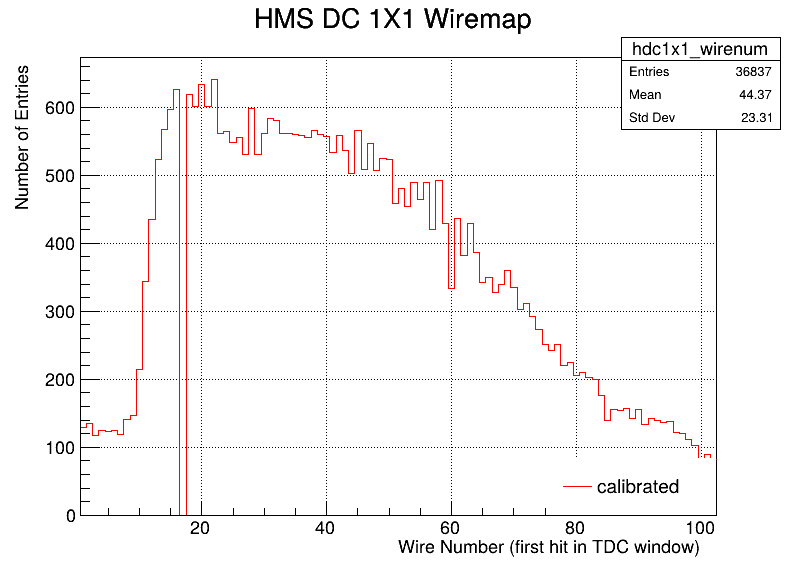 HMS DC 1X1 Wiremap
hdc1x1_wirenum
Entries 36837
Mean 44.37
Std Dev 23.31
Number of Entries
600
500
400
300
200
100
0
20 40 60 80 100
calibrated
Wire Number (first hit in TDC window)